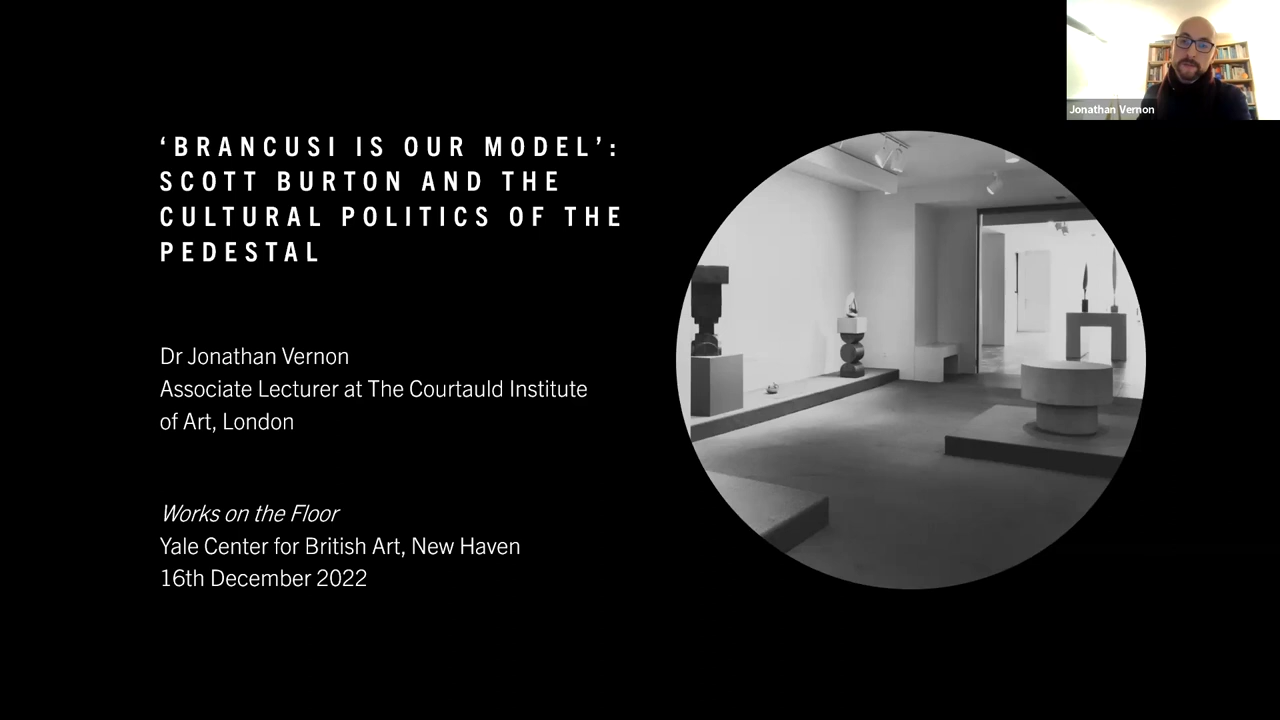 ‘BRANCUSI IS OUR MODEL’:
SCOTT BURTON AND THE
CULTURAL POLITICS OF THE
PEDESTAL
Dr Jonathan Vernon
Associate Lecturer at The Courtauld Institute
of Art, London
Works on the Floor
Yale Center for British Art, New Haven
16th December 2022
Jonathan Vernon